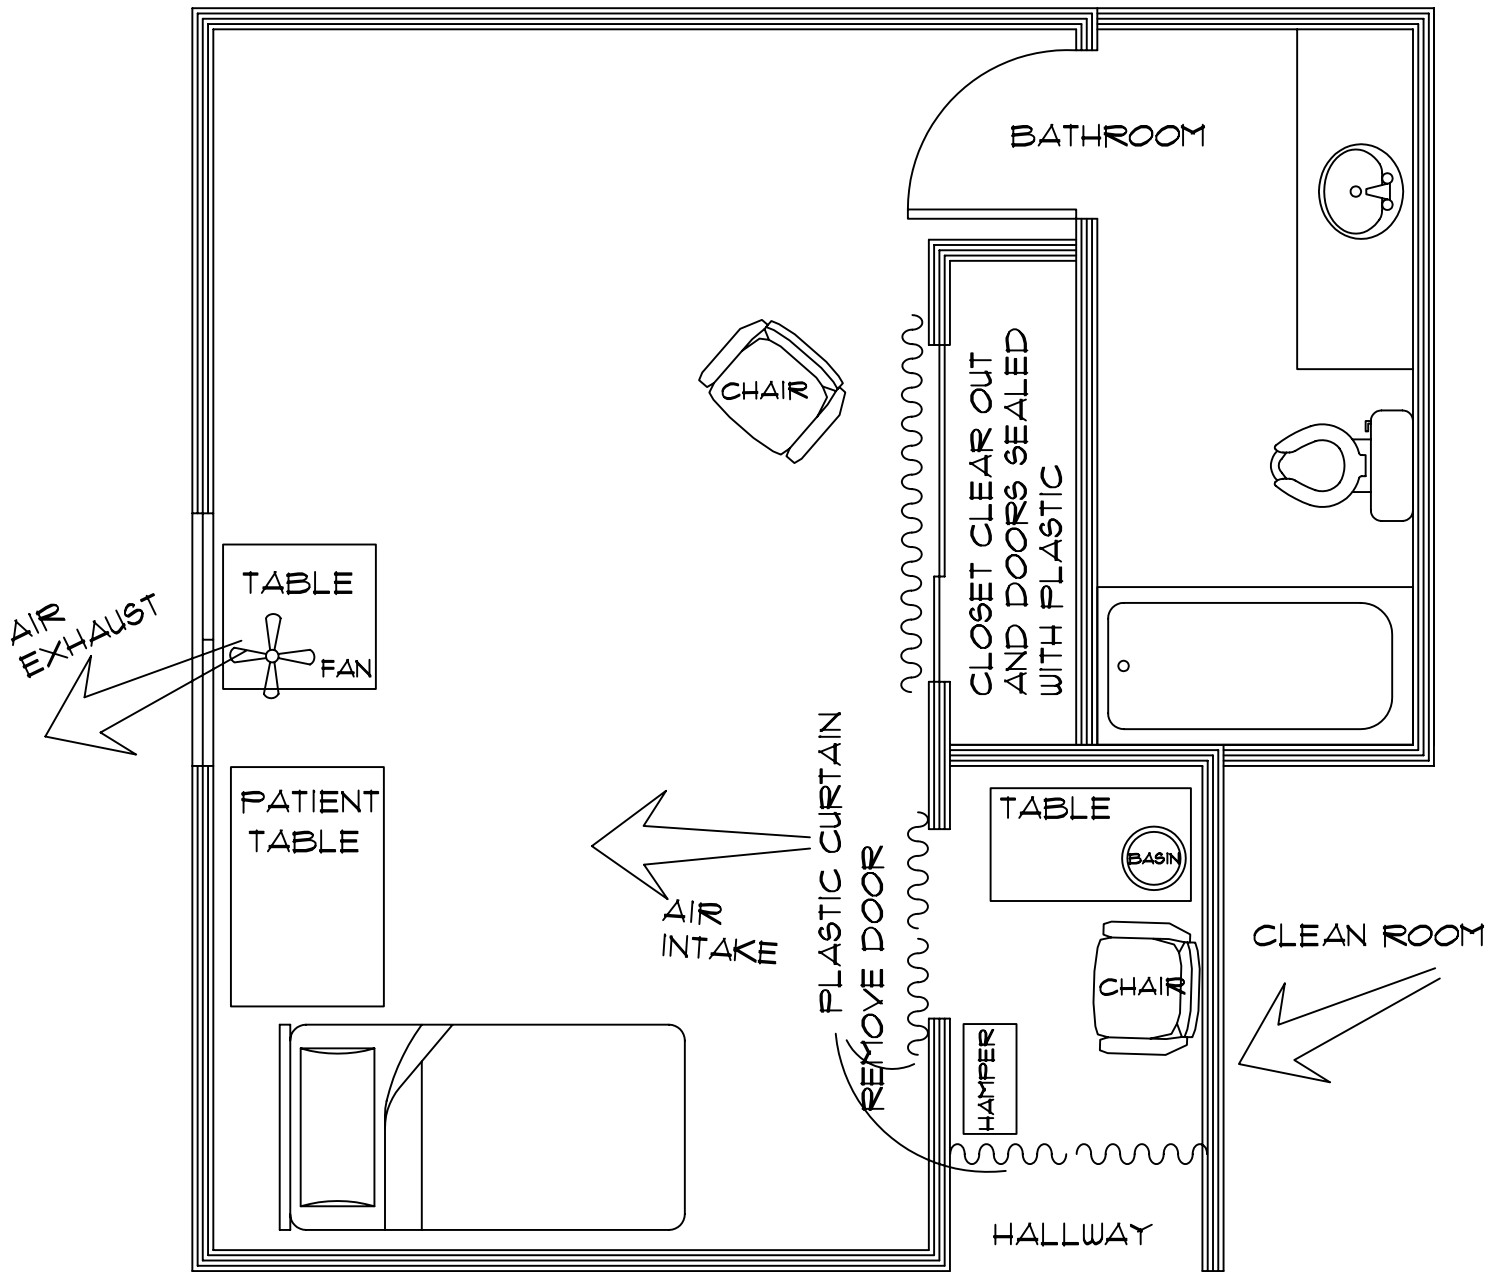 BATHROOM
CHAIR
CLOSET CLEAR OUT
AND DOORS SEALED
WITH PLASTIC
TABLE
FAN
AIR
EXHAUST
PATIENT
TABLE
PLASTIC CURTAIN
REMOVE DOOR
AIR
INTAKE
TABLE
BASIN
CHAIR
CLEAN ROOM
HAMPER
HALLWAY